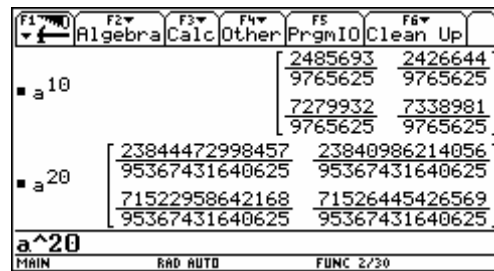 F1 F2 F3 F4 F5 F6
Algebra Calc Other PrgmIO Clean Up
2485693 2426644
9765625 9765625
a^10
7279932 7338981
9765625 9765625
23844472998457 23840986214056
95367431640625 95367431640625
a^20
71522958642168 71526445426569
95367431640625 95367431640625
a^20
MAIN RAD AUTO FUNC 2/30